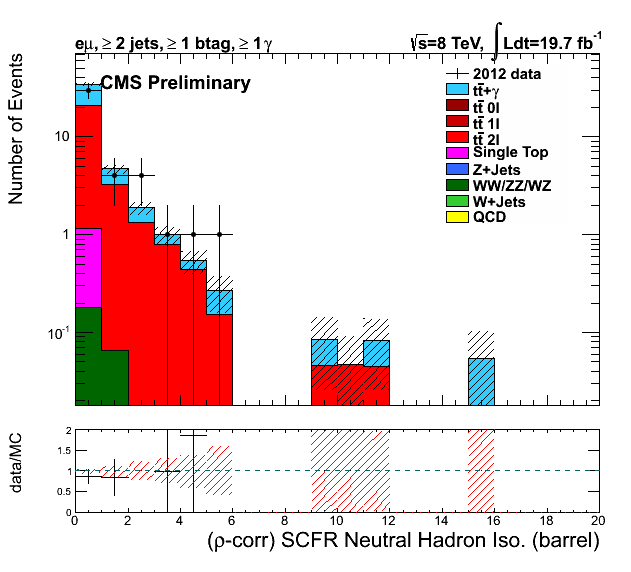 eμ, ≥ 2 jets, ≥ 1 btag, ≥ 1γ
√s=8 TeV, ∫Ldt=19.7 fb⁻¹
CMS Preliminary
2012 data
tt̄+γ
tt̄ 0l
tt̄ 1l
tt̄ 2l
Single Top
Z+Jets
WW/ZZ/WZ
W+Jets
QCD
Number of Events
10
1
10⁻¹
data/MC
2
1.5
1
0.5
0
0 2 4 6 8 10 12 14 16 18 20
(ρ-corr) SCFR Neutral Hadron Iso. (barrel)